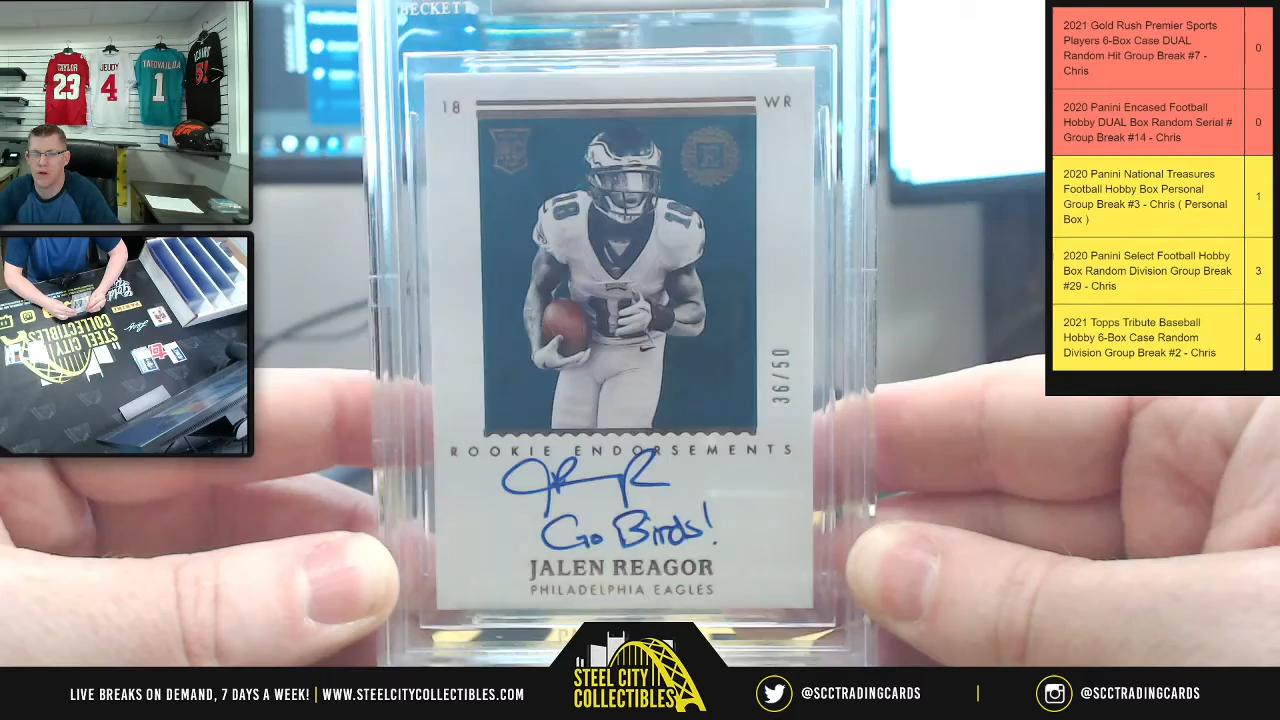 TAYLOR
23
JEUDY
4
TAGOVAILOA
1
BECKETT
18
WR
RC
E
18
18
36/50
ROOKIE ENDORSEMENTS
Go Birds!
JALEN REAGOR
PHILADELPHIA EAGLES
STEEL CITY
COLLECTIBLES
2021 Gold Rush Premier Sports
Players 6-Box Case DUAL
Random Hit Group Break #7 -
Chris
0
2020 Panini Encased Football
Hobby DUAL Box Random Serial #
Group Break #14 - Chris
0
2020 Panini National Treasures
Football Hobby Box Personal
Group Break #3 - Chris ( Personal
Box )
1
2020 Panini Select Football Hobby
Box Random Division Group Break
#29 - Chris
3
2021 Topps Tribute Baseball
Hobby 6-Box Case Random
Division Group Break #2 - Chris
4
LIVE BREAKS ON DEMAND, 7 DAYS A WEEK! | WWW.STEELCITYCOLLECTIBLES.COM
STEEL CITY
COLLECTIBLES
@SCCTRADINGCARDS
@SCCTRADINGCARDS